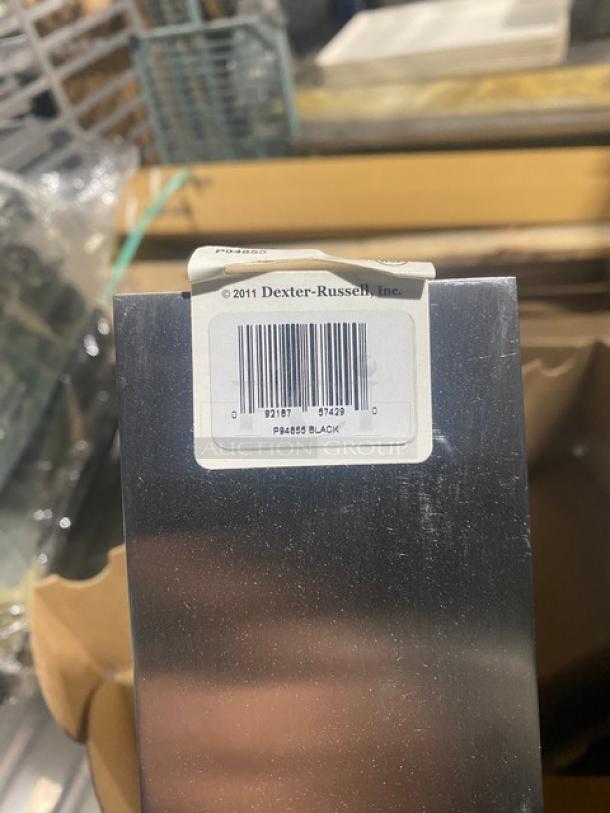 P94855
© 2011 Dexter-Russell, Inc.
0 92187 57429 0
P94855 BLACK
AUCTION GROUP